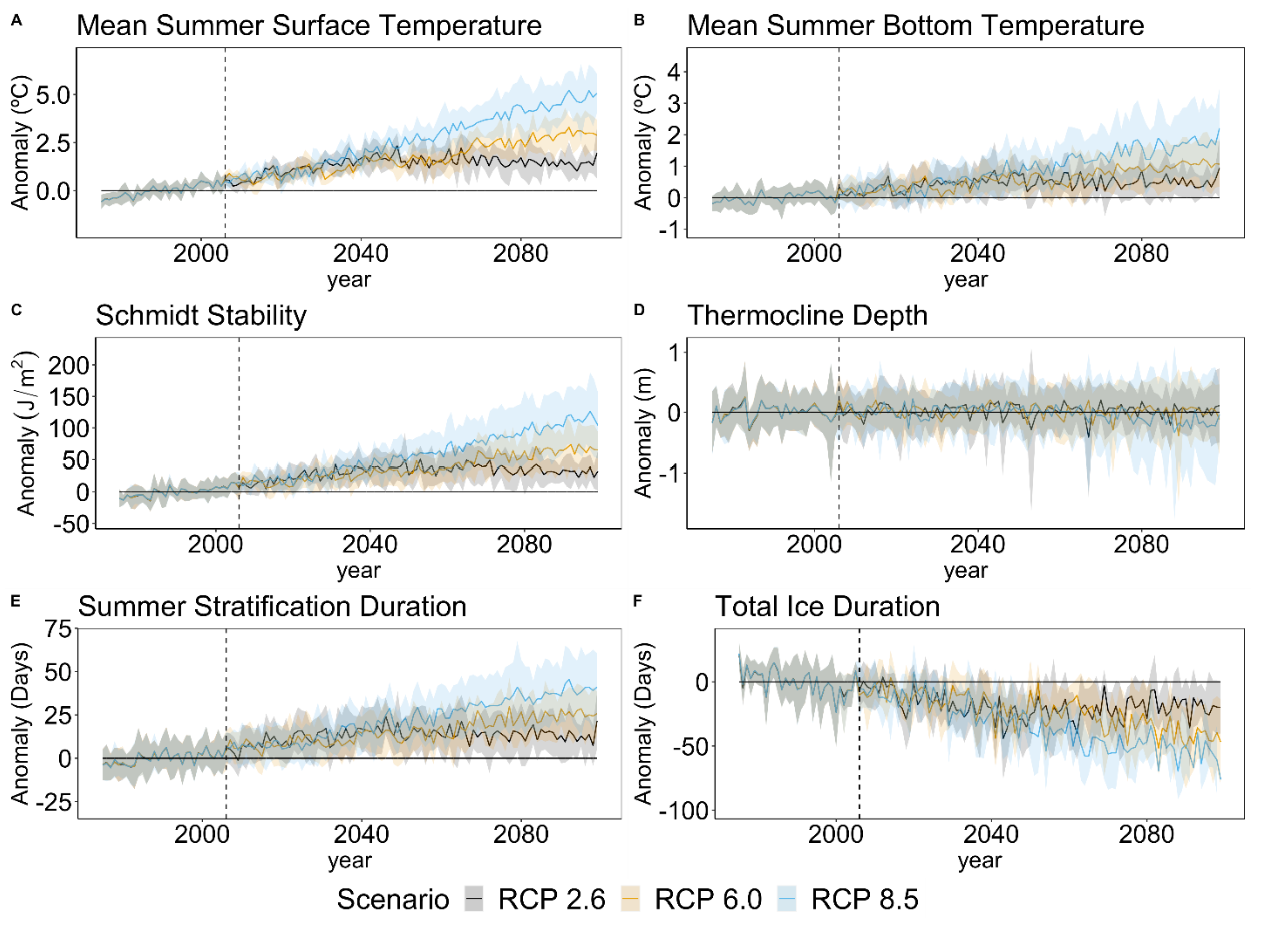 A Mean Summer Surface Temperature
Anomaly (ºC)
5.0
2.5
0.0
2000 2040 2080
year
B Mean Summer Bottom Temperature
Anomaly (ºC)
4
3
2
1
0
-1
2000 2040 2080
year
C Schmidt Stability
Anomaly (J/m²)
200
150
100
50
0
-50
2000 2040 2080
year
D Thermocline Depth
Anomaly (m)
1
0
-1
2000 2040 2080
year
E Summer Stratification Duration
Anomaly (Days)
75
50
25
0
-25
2000 2040 2080
year
F Total Ice Duration
Anomaly (Days)
0
-50
-100
2000 2040 2080
year
Scenario RCP 2.6 RCP 6.0 RCP 8.5